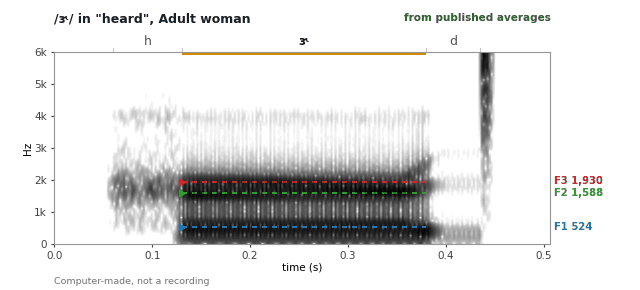 /ɝ/ in "heard", Adult woman
from published averages
h ɝ d
6k
5k
4k
3k
2k
1k
0
Hz
F3 1,930
F2 1,588
F1 524
0.0 0.1 0.2 0.3 0.4 0.5
time (s)
Computer-made, not a recording